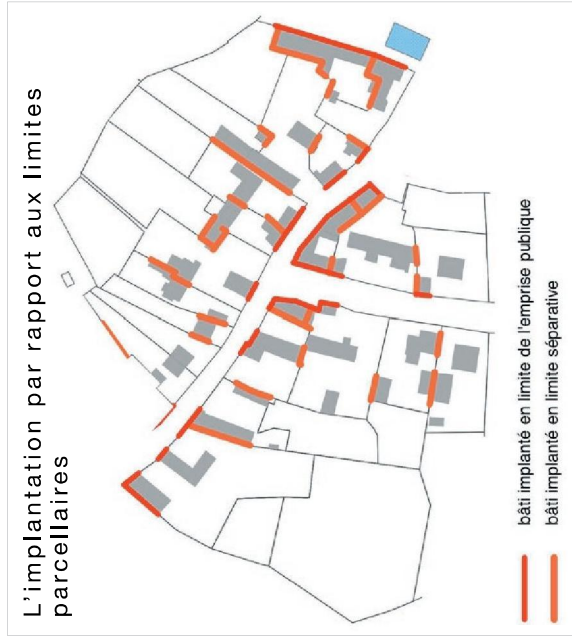 L'implantation par rapport aux limites
parcellaires
bâti implanté en limite de l'emprise publique
bâti implanté en limite séparative